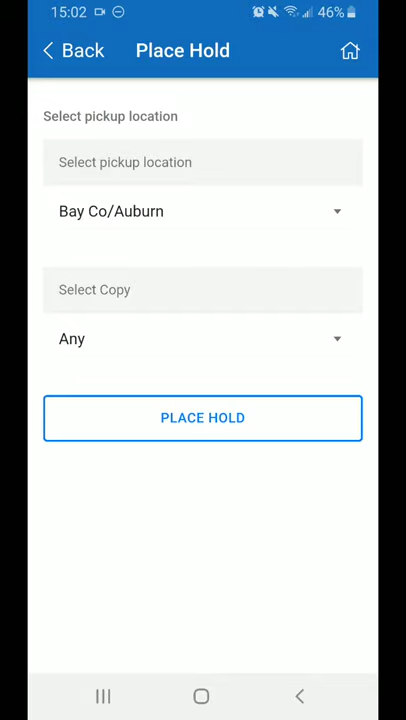 15:02 46%
Back Place Hold
Select pickup location
Select pickup location
Bay Co/Auburn
Select Copy
Any
PLACE HOLD